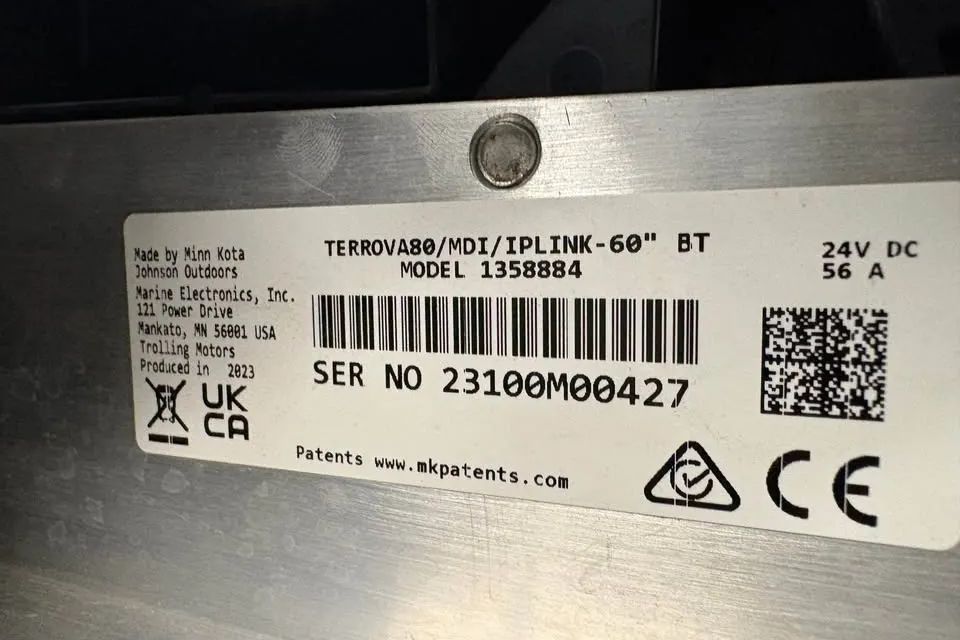 Made by Minn Kota
Johnson Outdoors
Marine Electronics, Inc.
121 Power Drive
Mankato, MN 56001 USA
Trolling Motors
Produced in 2023
UK
CA
TERROVA80/MDI/IPLINK-60" BT
MODEL 1358884
SER NO 23100M00427
Patents www.mkpatents.com
24V DC
56 A
CE